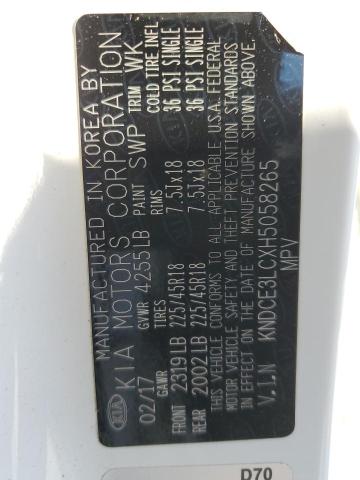 MANUFACTURED IN KOREA BY
KIA MOTORS CORPORATION
02/17 GVWR 4255LB PAINT SWP TRIM WK
GAWR TIRES RIMS COLD TIRE INFL
FRONT 2319LB 225/45R18 7.5Jx18 36 PSI SINGLE
REAR 2002LB 225/45R18 7.5Jx18 36 PSI SINGLE
THIS VEHICLE CONFORMS TO ALL APPLICABLE U.S.A. FEDERAL
MOTOR VEHICLE SAFETY AND THEFT PREVENTION STANDARDS
IN EFFECT ON THE DATE OF MANUFACTURE SHOWN ABOVE.
V.I.N KNDCE3LCXH5058265
MPV
KIA
D70